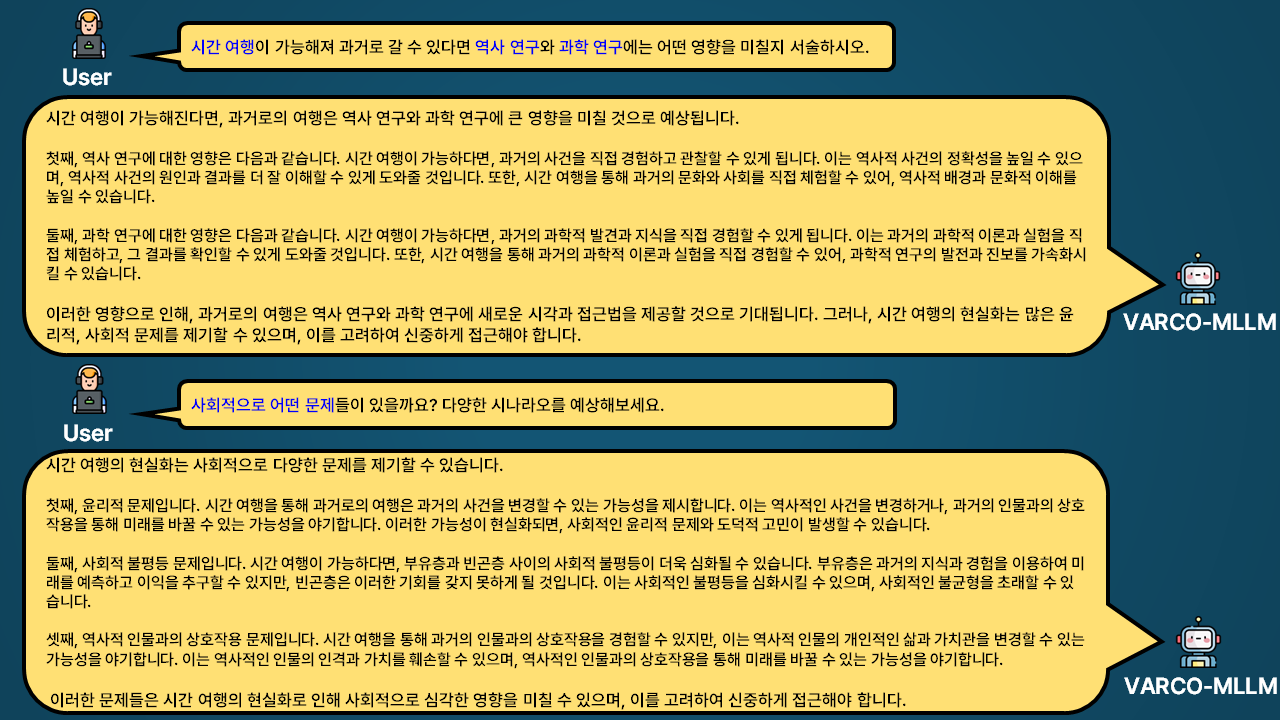 시간 여행이 가능해져 과거로 갈 수 있다면 역사 연구와 과학 연구에는 어떤 영향을 미칠지 서술하시오.
User
시간 여행이 가능해진다면, 과거로의 여행은 역사 연구와 과학 연구에 큰 영향을 미칠 것으로 예상됩니다.
첫째, 역사 연구에 대한 영향은 다음과 같습니다. 시간 여행이 가능하다면, 과거의 사건을 직접 경험하고 관찰할 수 있게 됩니다. 이는 역사적 사건의 정확성을 높일 수 있으
며, 역사적 사건의 원인과 결과를 더 잘 이해할 수 있게 도와줄 것입니다. 또한, 시간 여행을 통해 과거의 문화와 사회를 직접 체험할 수 있어, 역사적 배경과 문화적 이해를
높일 수 있습니다.
둘째, 과학 연구에 대한 영향은 다음과 같습니다. 시간 여행이 가능하다면, 과거의 과학적 발견과 지식을 직접 경험할 수 있게 됩니다. 이는 과거의 과학적 이론과 실험을 직
접 체험하고, 그 결과를 확인할 수 있게 도와줄 것입니다. 또한, 시간 여행을 통해 과거의 과학적 이론과 실험을 직접 경험할 수 있어, 과학적 연구의 발전과 진보를 가속화시
킬 수 있습니다.
이러한 영향으로 인해, 과거로의 여행은 역사 연구와 과학 연구에 새로운 시각과 접근법을 제공할 것으로 기대됩니다. 그러나, 시간 여행의 현실화는 많은 윤
리적, 사회적 문제를 제기할 수 있으며, 이를 고려하여 신중하게 접근해야 합니다.
VARCO-MLLM
사회적으로 어떤 문제들이 있을까요? 다양한 시나라오를 예상해보세요.
User
시간 여행의 현실화는 사회적으로 다양한 문제를 제기할 수 있습니다.
첫째, 윤리적 문제입니다. 시간 여행을 통해 과거로의 여행은 과거의 사건을 변경할 수 있는 가능성을 제시합니다. 이는 역사적인 사건을 변경하거나, 과거의 인물과의 상호
작용을 통해 미래를 바꿀 수 있는 가능성을 야기합니다. 이러한 가능성이 현실화되면, 사회적인 윤리적 문제와 도덕적 고민이 발생할 수 있습니다.
둘째, 사회적 불평등 문제입니다. 시간 여행이 가능하다면, 부유층과 빈곤층 사이의 사회적 불평등이 더욱 심화될 수 있습니다. 부유층은 과거의 지식과 경험을 이용하여 미
래를 예측하고 이익을 추구할 수 있지만, 빈곤층은 이러한 기회를 갖지 못하게 될 것입니다. 이는 사회적인 불평등을 심화시킬 수 있으며, 사회적인 불균형을 초래할 수 있
습니다.
셋째, 역사적 인물과의 상호작용 문제입니다. 시간 여행을 통해 과거의 인물과의 상호작용을 경험할 수 있지만, 이는 역사적 인물의 개인적인 삶과 가치관을 변경할 수 있는
가능성을 야기합니다. 이는 역사적인 인물의 인격과 가치를 훼손할 수 있으며, 역사적인 인물과의 상호작용을 통해 미래를 바꿀 수 있는 가능성을 야기합니다.
이러한 문제들은 시간 여행의 현실화로 인해 사회적으로 심각한 영향을 미칠 수 있으며, 이를 고려하여 신중하게 접근해야 합니다.
VARCO-MLLM